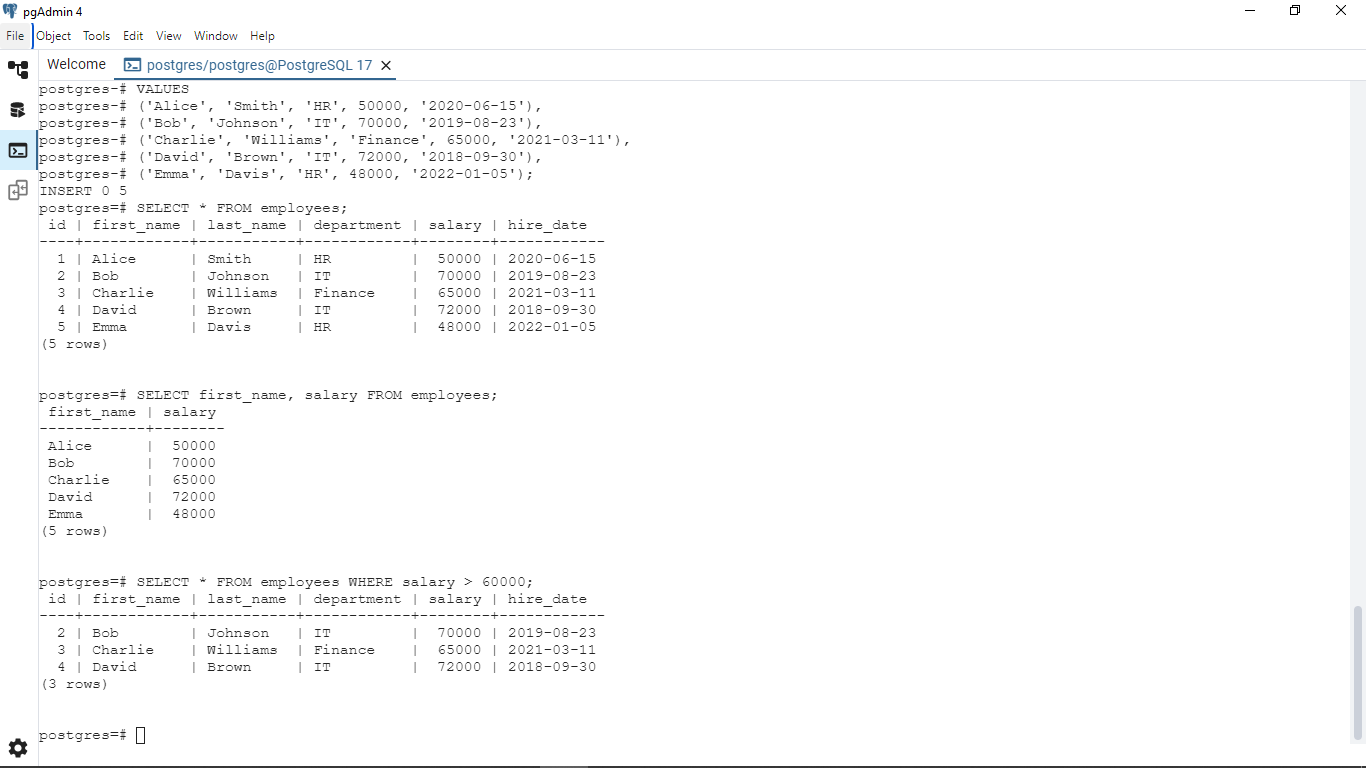 pgAdmin 4
File Object Tools Edit View Window Help
Welcome postgres/postgres@PostgreSQL 17
postgres-# VALUES
postgres-# ('Alice', 'Smith', 'HR', 50000, '2020-06-15'),
postgres-# ('Bob', 'Johnson', 'IT', 70000, '2019-08-23'),
postgres-# ('Charlie', 'Williams', 'Finance', 65000, '2021-03-11'),
postgres-# ('David', 'Brown', 'IT', 72000, '2018-09-30'),
postgres-# ('Emma', 'Davis', 'HR', 48000, '2022-01-05');
INSERT 0 5
postgres=# SELECT * FROM employees;
 id | first_name | last_name | department | salary | hire_date
----+------------+-----------+------------+--------+------------
  1 | Alice      | Smith     | HR         |  50000 | 2020-06-15
  2 | Bob        | Johnson   | IT         |  70000 | 2019-08-23
  3 | Charlie    | Williams  | Finance    |  65000 | 2021-03-11
  4 | David      | Brown     | IT         |  72000 | 2018-09-30
  5 | Emma       | Davis     | HR         |  48000 | 2022-01-05
(5 rows)
postgres=# SELECT first_name, salary FROM employees;
 first_name | salary
------------+--------
 Alice      |  50000
 Bob        |  70000
 Charlie    |  65000
 David      |  72000
 Emma       |  48000
(5 rows)
postgres=# SELECT * FROM employees WHERE salary > 60000;
 id | first_name | last_name | department | salary | hire_date
----+------------+-----------+------------+--------+------------
  2 | Bob        | Johnson   | IT         |  70000 | 2019-08-23
  3 | Charlie    | Williams  | Finance    |  65000 | 2021-03-11
  4 | David      | Brown     | IT         |  72000 | 2018-09-30
(3 rows)
postgres=#